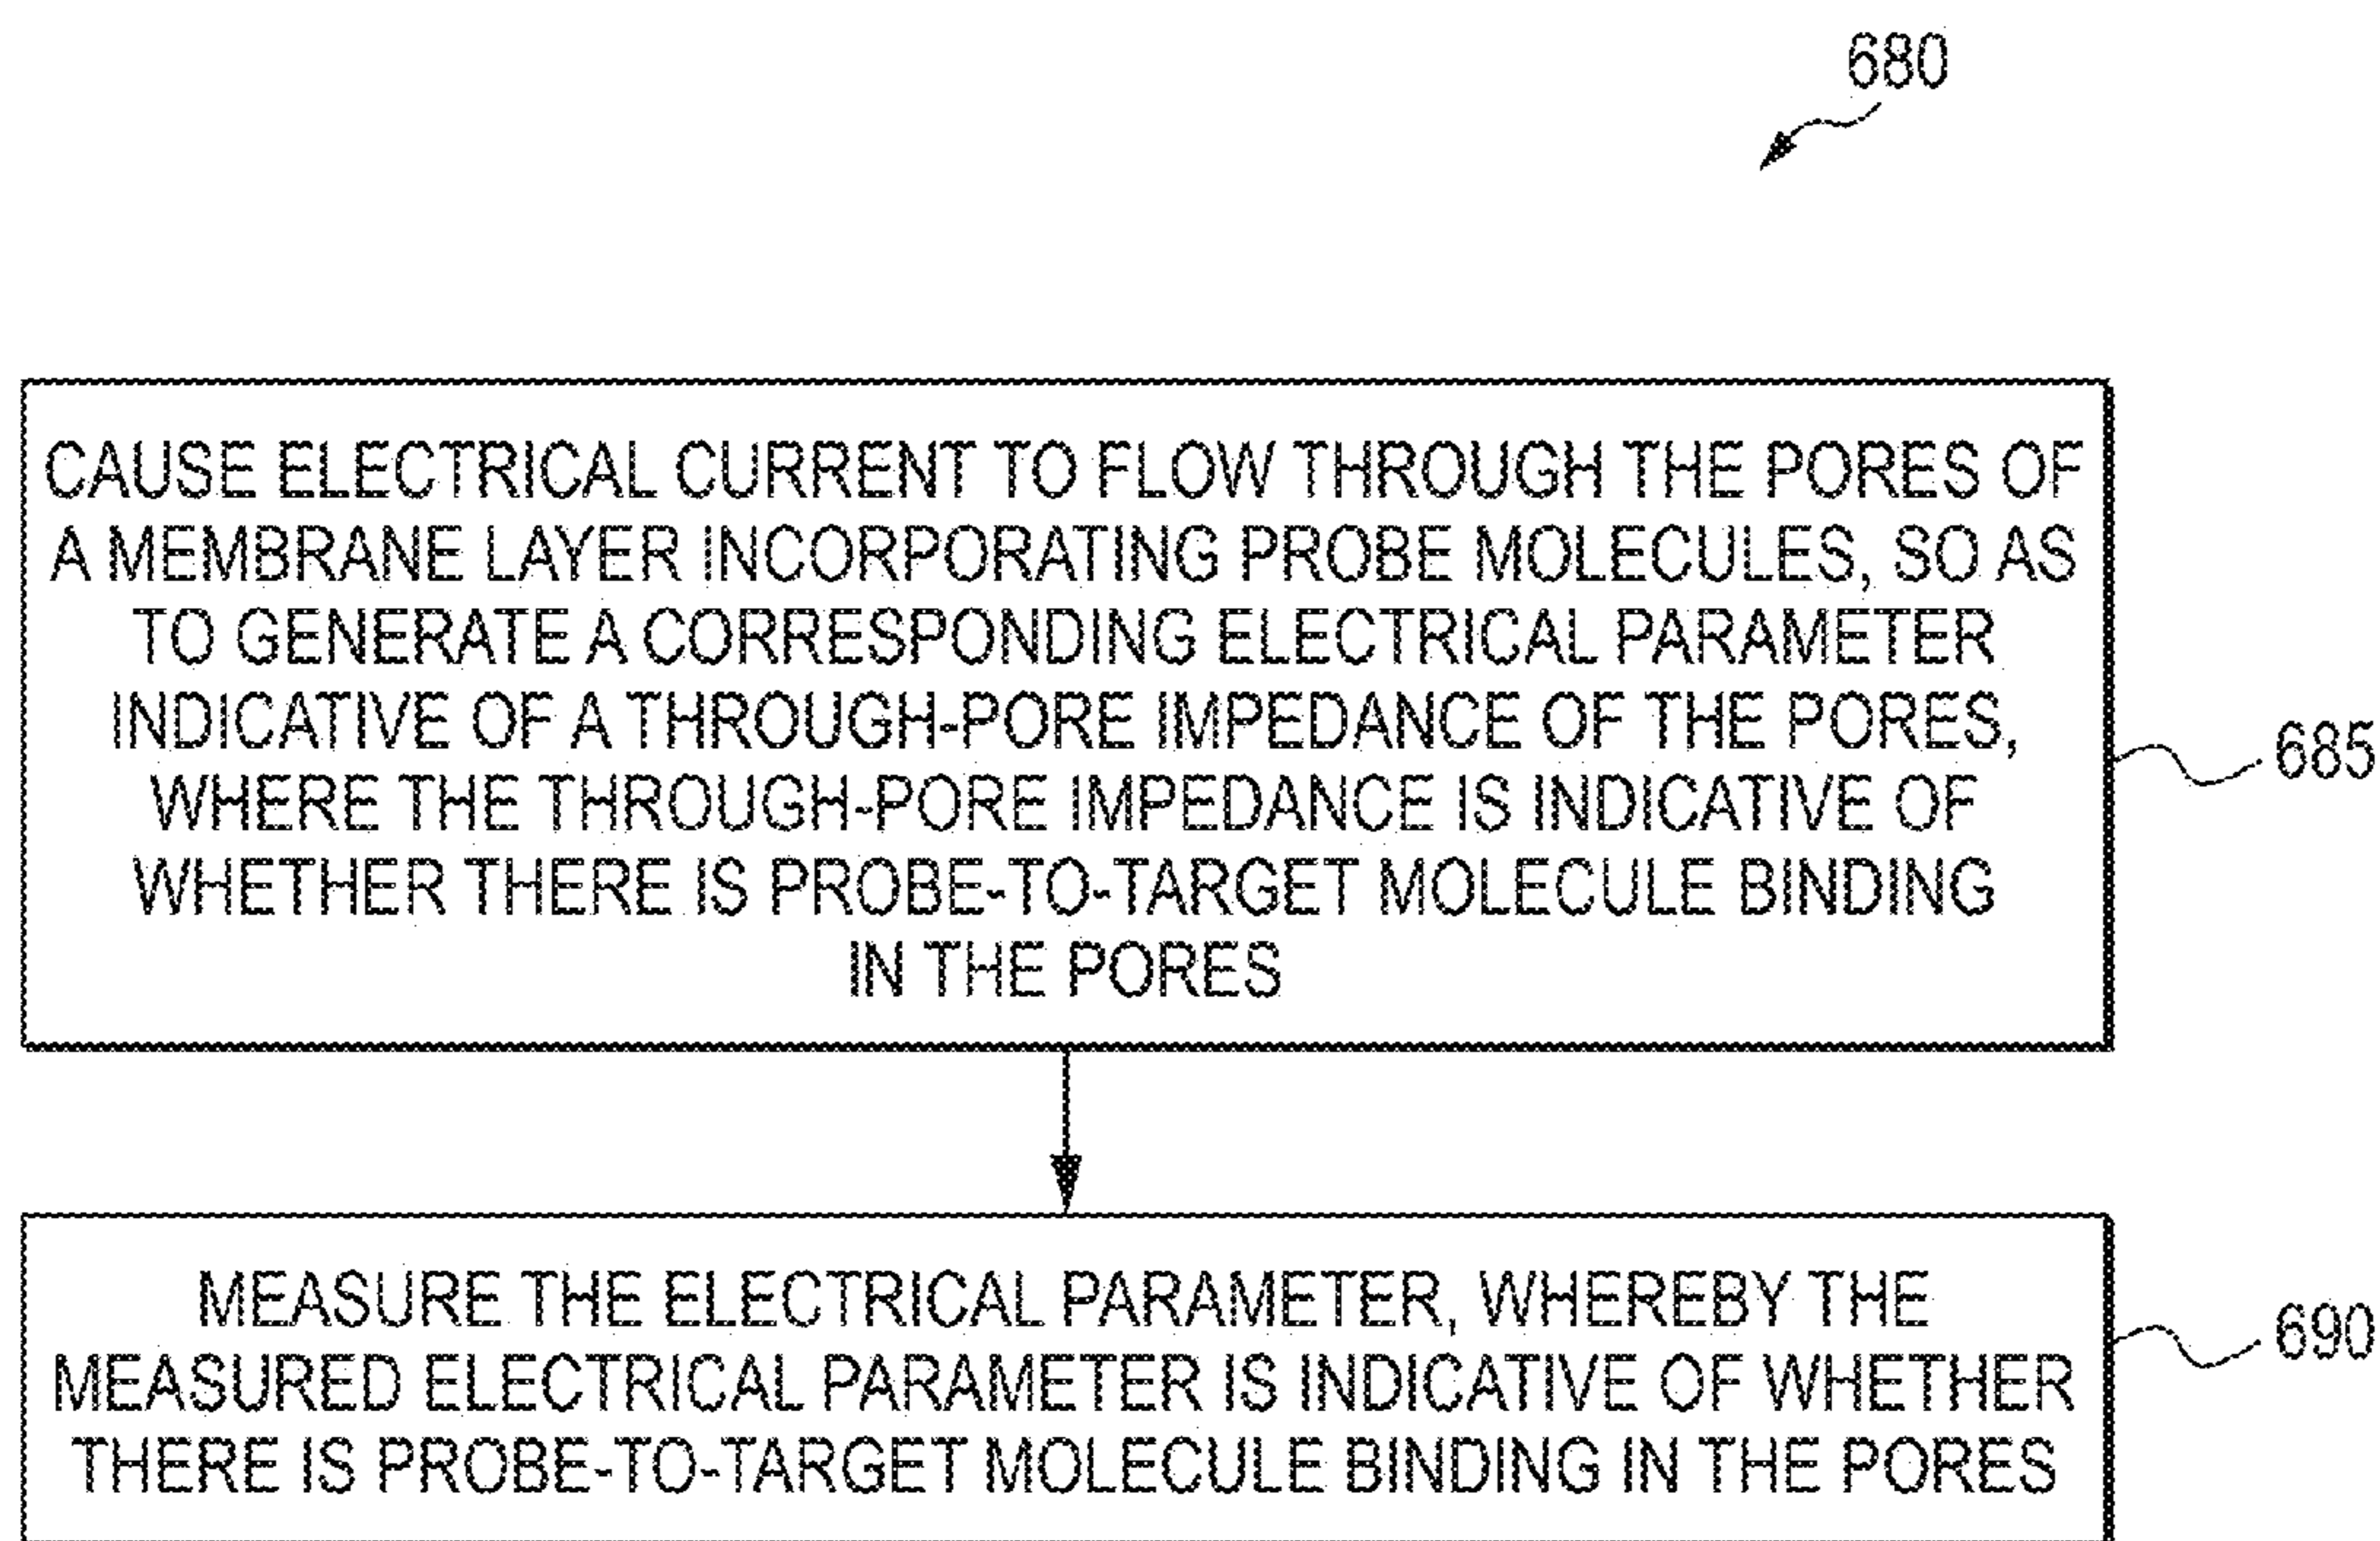 680
CAUSE ELECTRICAL CURRENT TO FLOW THROUGH THE PORES OF
A MEMBRANE LAYER INCORPORATING PROBE MOLECULES, SO AS
TO GENERATE A CORRESPONDING ELECTRICAL PARAMETER
INDICATIVE OF A THROUGH-PORE IMPEDANCE OF THE PORES,
WHERE THE THROUGH-PORE IMPEDANCE IS INDICATIVE OF
WHETHER THERE IS PROBE-TO-TARGET MOLECULE BINDING
IN THE PORES
685
MEASURE THE ELECTRICAL PARAMETER, WHEREBY THE
MEASURED ELECTRICAL PARAMETER IS INDICATIVE OF WHETHER
THERE IS PROBE-TO-TARGET MOLECULE BINDING IN THE PORES
690